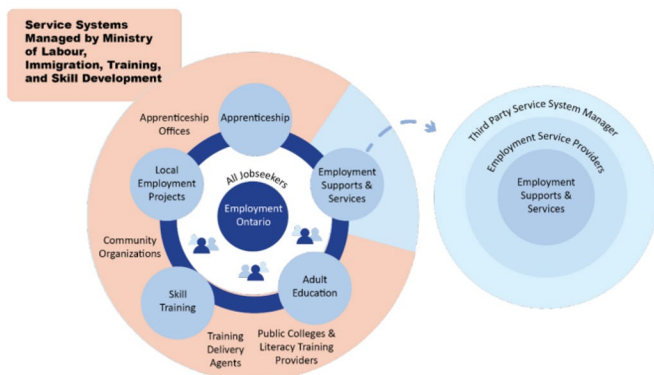 Service Systems
Managed by Ministry
of Labour,
Immigration, Training,
and Skill Development
Apprenticeship
Offices
Apprenticeship
Local
Employment
Projects
All Jobseekers
Employment
Ontario
Employment
Supports &
Services
Community
Organizations
Skill
Training
Adult
Education
Training
Delivery
Agents
Public Colleges &
Literacy Training
Providers
Third Party Service System Manager
Employment Service Providers
Employment
Supports &
Services